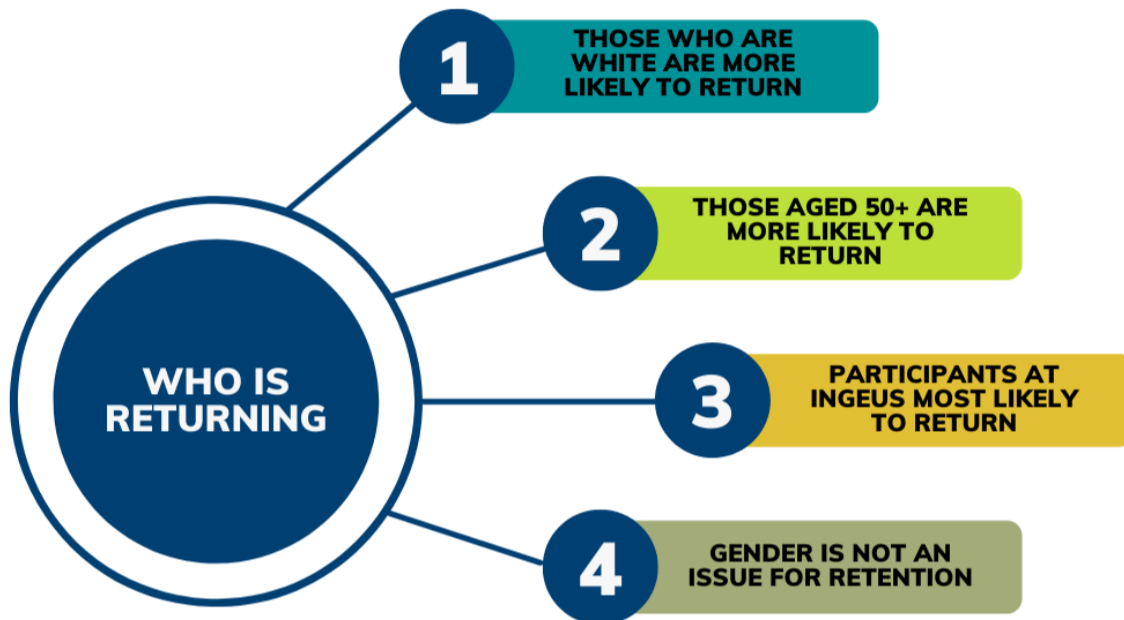 1
THOSE WHO ARE
WHITE ARE MORE
LIKELY TO RETURN
2
THOSE AGED 50+ ARE
MORE LIKELY TO
RETURN
WHO IS
RETURNING
3
PARTICIPANTS AT
INGEUS MOST LIKELY
TO RETURN
4
GENDER IS NOT AN
ISSUE FOR RETENTION